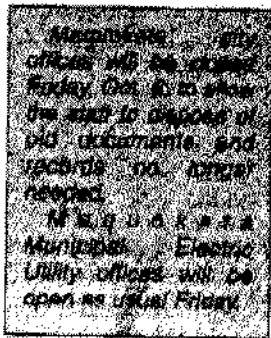 Maquoketa city
offices will be closed
Friday, Oct. to allow
the staff to dispose of
old documents and
records no longer
needed.
Maquoketa
Municipal Electric
Utility offices will be
open as usual Friday.